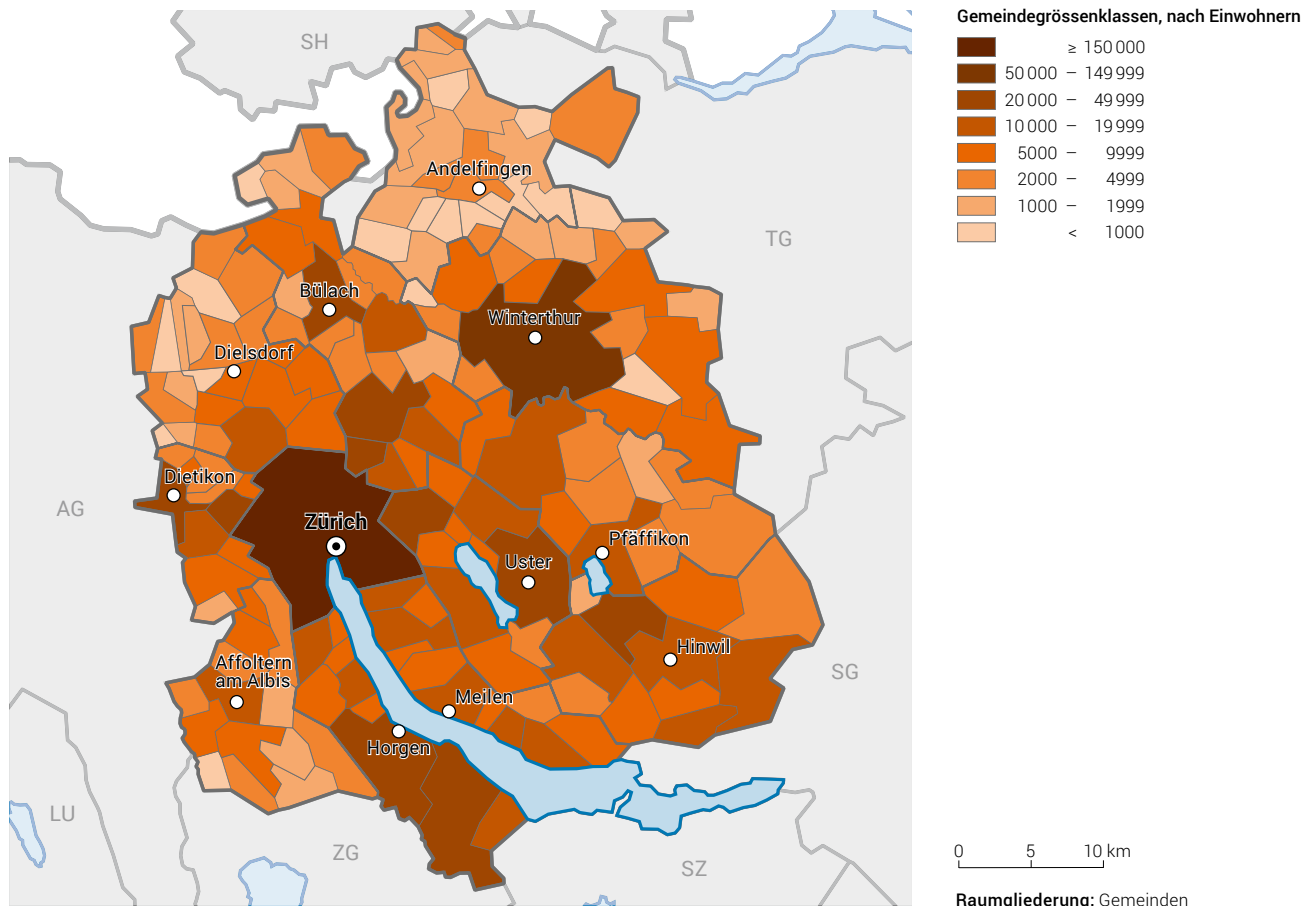 Gemeindegrössenklassen, nach Einwohnern
≥ 150 000
50 000 – 149 999
20 000 – 49 999
10 000 – 19 999
5000 – 9999
2000 – 4999
1000 – 1999
< 1000
SH
Andelfingen
TG
Bülach
Winterthur
Dielsdorf
Dietikon
AG
Zürich
Pfäffikon
Uster
Hinwil
Affoltern
am Albis
SG
Meilen
Horgen
LU
ZG
SZ
0 5 10 km
Raumgliederung: Gemeinden